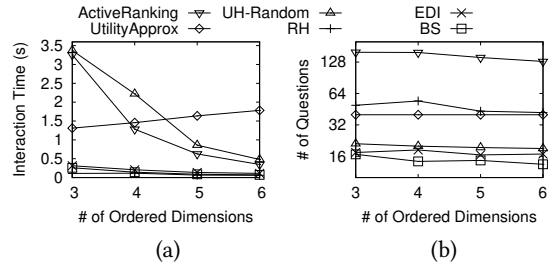 ActiveRanking UH-Random EDI
UtilityApprox RH BS
Interaction Time (s)
3.5
3
2.5
2
1.5
1
0.5
0
3 4 5 6
# of Ordered Dimensions
(a)
# of Questions
128
64
32
16
3 4 5 6
# of Ordered Dimensions
(b)